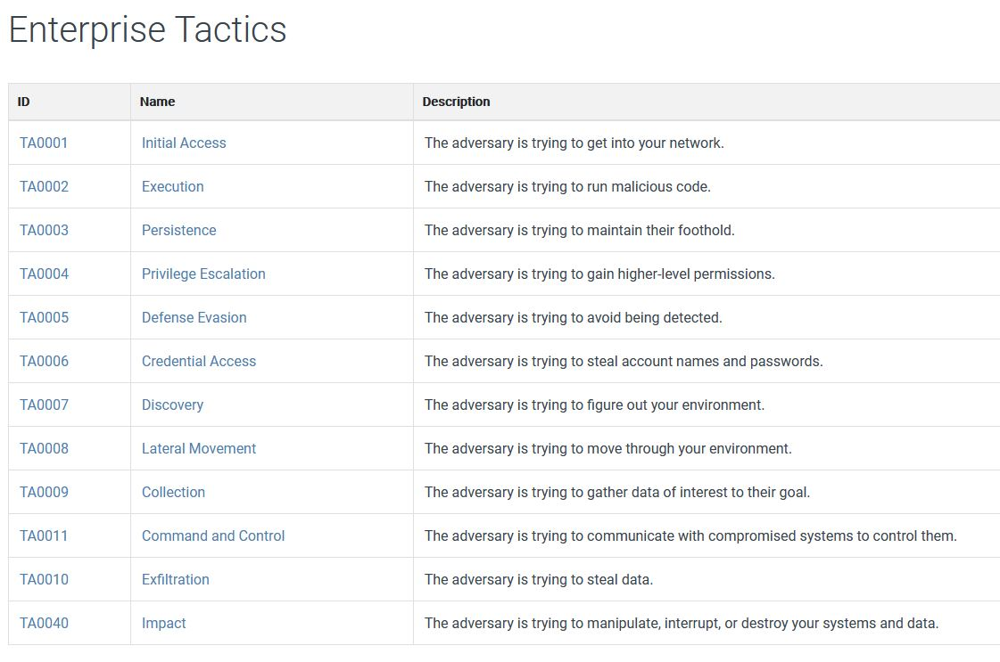 Enterprise Tactics
ID Name Description
TA0001 Initial Access The adversary is trying to get into your network.
TA0002 Execution The adversary is trying to run malicious code.
TA0003 Persistence The adversary is trying to maintain their foothold.
TA0004 Privilege Escalation The adversary is trying to gain higher-level permissions.
TA0005 Defense Evasion The adversary is trying to avoid being detected.
TA0006 Credential Access The adversary is trying to steal account names and passwords.
TA0007 Discovery The adversary is trying to figure out your environment.
TA0008 Lateral Movement The adversary is trying to move through your environment.
TA0009 Collection The adversary is trying to gather data of interest to their goal.
TA0011 Command and Control The adversary is trying to communicate with compromised systems to control them.
TA0010 Exfiltration The adversary is trying to steal data.
TA0040 Impact The adversary is trying to manipulate, interrupt, or destroy your systems and data.